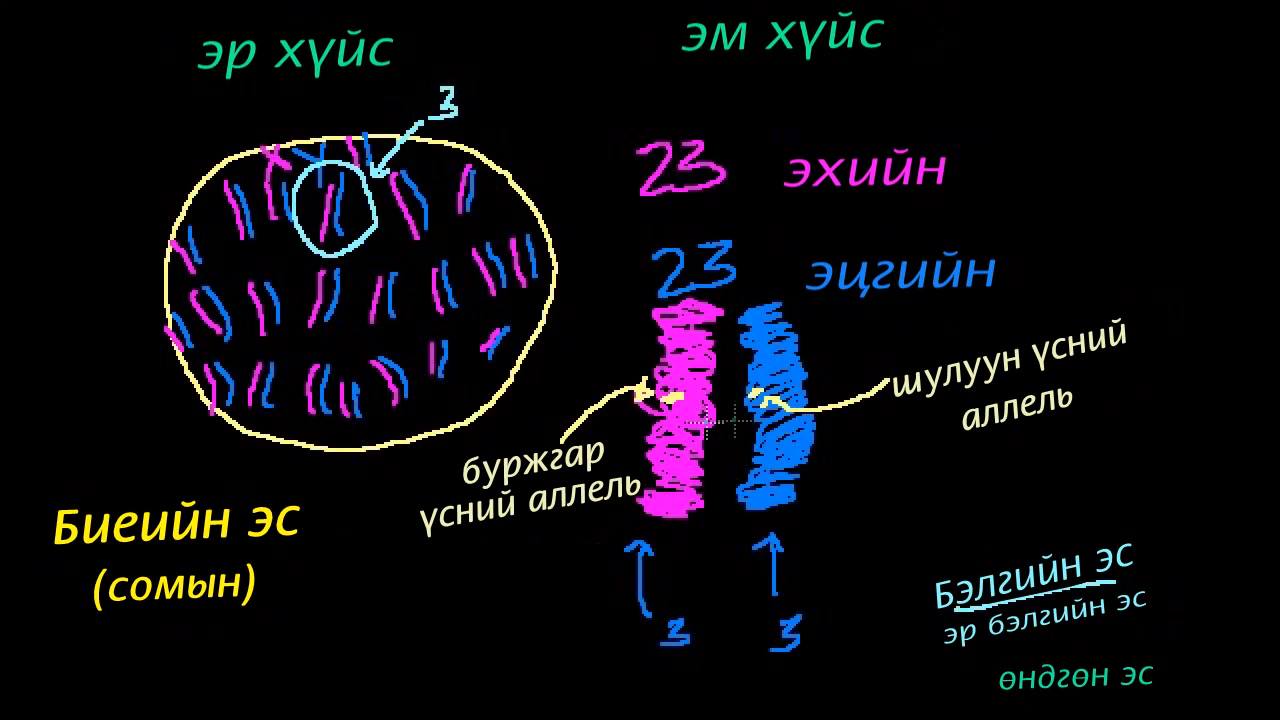 эр хүйс
эм хүйс
3
23 эхийн
23 эцгийн
шулуун үсний
аллель
буржгар
үсний аллель
Биеийн эс
(сомын)
3
3
Бэлгийн эс
эр бэлгийн эс
өндгөн эс